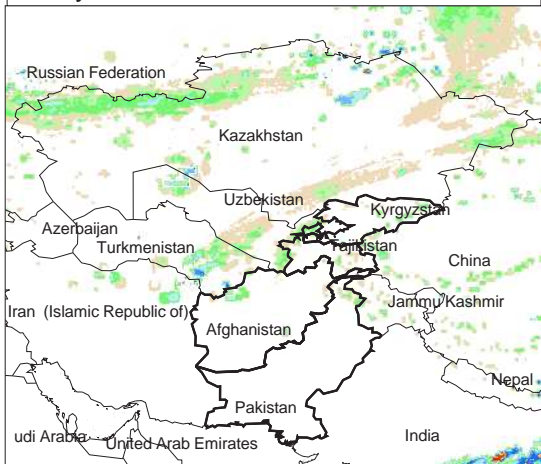 Russian Federation
Kazakhstan
Uzbekistan
Kyrgyzstan
Azerbaijan
Turkmenistan
Tajikistan
China
Iran (Islamic Republic of)
Jammu Kashmir
Afghanistan
Nepal
Pakistan
udi Arabia
United Arab Emirates
India